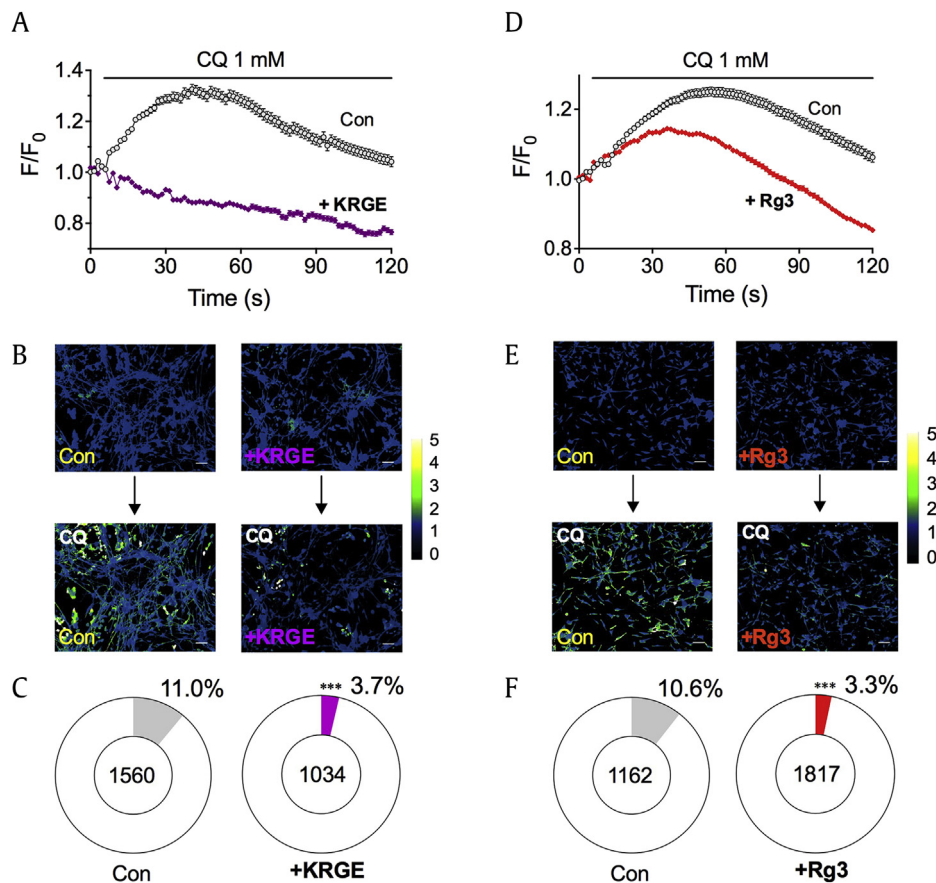 A
CQ 1 mM
1.4
1.2
1.0
0.8
F/F0
Con
+ KRGE
0 30 60 90 120
Time (s)
D
CQ 1 mM
1.2
1.0
0.8
F/F0
Con
+ Rg3
0 30 60 90 120
Time (s)
B
Con
+KRGE
CQ
Con
CQ
+KRGE
5
4
3
2
1
0
E
Con
+Rg3
CQ
Con
CQ
+Rg3
5
4
3
2
1
0
C
11.0%
1560
Con
*** 3.7%
1034
+KRGE
F
10.6%
1162
Con
*** 3.3%
1817
+Rg3